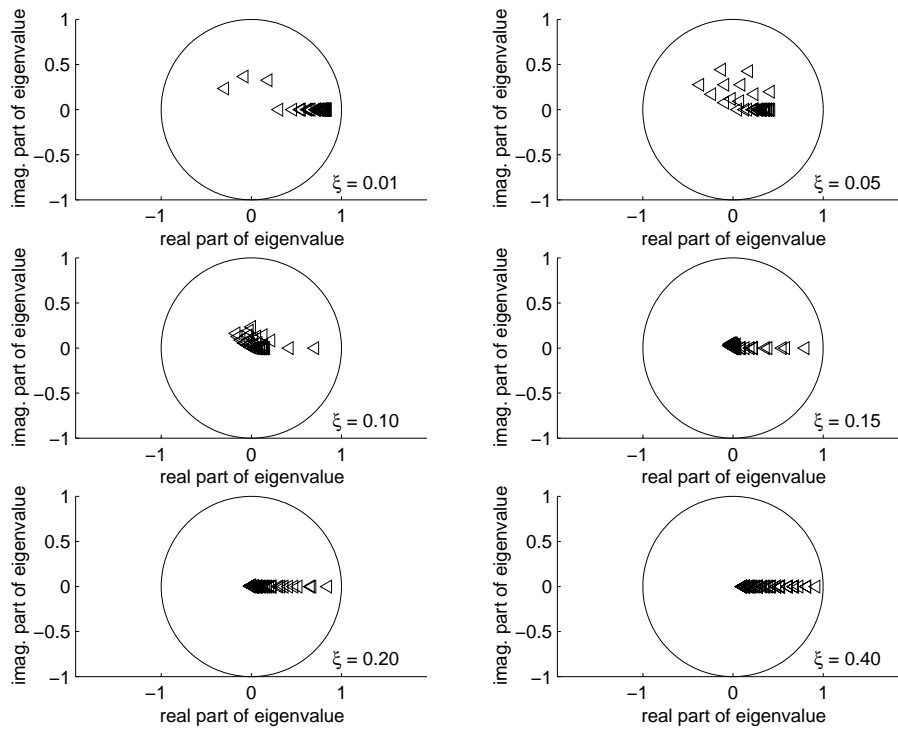 1
0.5
0
−0.5
−1
−1 0 1
imag. part of eigenvalue
real part of eigenvalue
ξ = 0.01
1
0.5
0
−0.5
−1
−1 0 1
imag. part of eigenvalue
real part of eigenvalue
ξ = 0.05
1
0.5
0
−0.5
−1
−1 0 1
imag. part of eigenvalue
real part of eigenvalue
ξ = 0.10
1
0.5
0
−0.5
−1
−1 0 1
imag. part of eigenvalue
real part of eigenvalue
ξ = 0.15
1
0.5
0
−0.5
−1
−1 0 1
imag. part of eigenvalue
real part of eigenvalue
ξ = 0.20
1
0.5
0
−0.5
−1
−1 0 1
imag. part of eigenvalue
real part of eigenvalue
ξ = 0.40